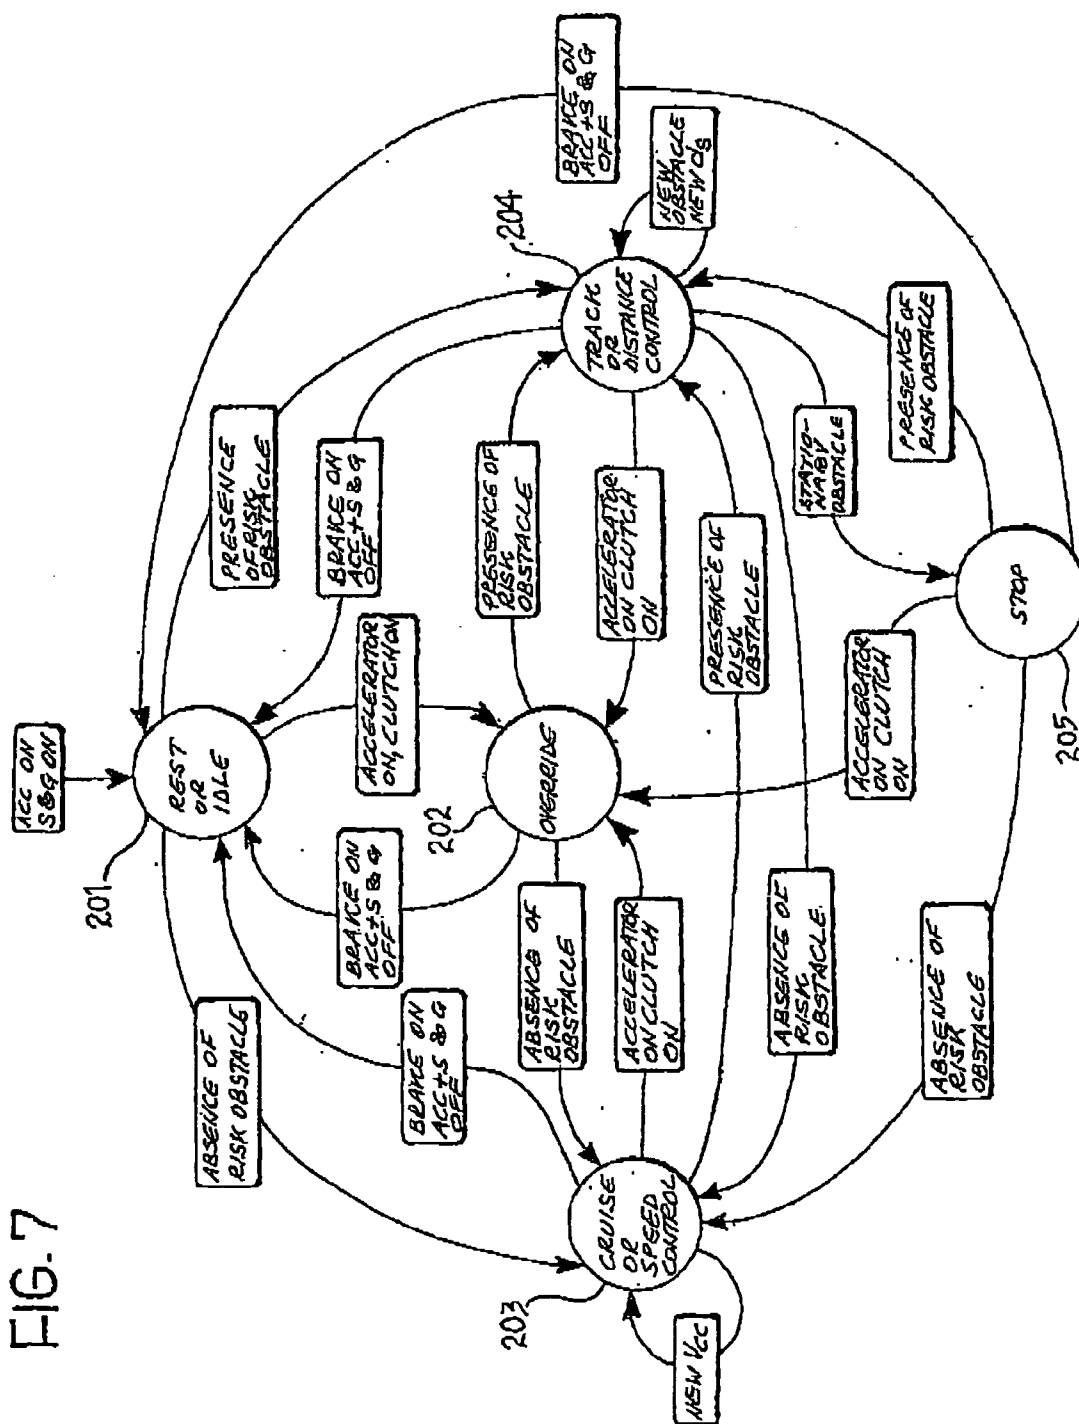 FIG. 7
ACC ON
S&G ON
201
REST
OR
IDLE
ABSENCE OF
RISK OBSTACLE
PRESENCE
OF RISK
OBSTACLE
BRAKE ON
ACC+S & G
OFF
BRAKE ON
ACC+S & G
OFF
BRAKE ON
ACC+S & G
OFF
ACCELERATOR
ON, CLUTCH ON
BRAKE ON
ACC+S & G
OFF
202
OVERRIDE
203
CRUISE
OR
SPEED
CONTROL
204
TRACK
OR
DISTANCE
CONTROL
ABSENCE OF
RISK
OBSTACLE
PRESENCE OF
RISK
OBSTACLE
ACCELERATOR
ON CLUTCH
ON
ACCELERATOR
ON CLUTCH
ON
NEW Vcc
NEW
OBSTACLE
NEW ds
PRESENCE OF
RISK
OBSTACLE
ABSENCE OF
RISK
OBSTACLE
STATIO-
NARY
OBSTACLE
ACCELERATOR
ON CLUTCH
ON
PRESENCE OF
RISK OBSTACLE
ABSENCE OF
RISK
OBSTACLE
STOP
205